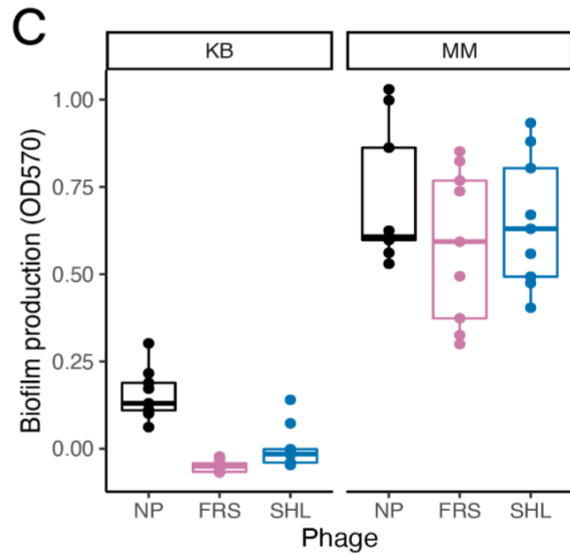 C
KB
MM
Biofilm production (OD570)
1.00
0.75
0.50
0.25
0.00
NP
FRS
SHL
NP
FRS
SHL
Phage